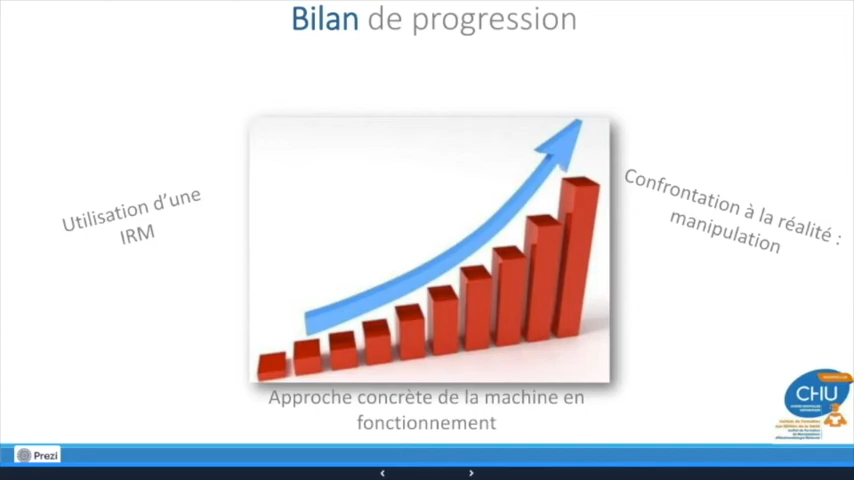 Bilan de progression
Utilisation d'une
IRM
Confrontation à la réalité :
manipulation
Approche concrète de la machine en
fonctionnement
CHU
Prezi